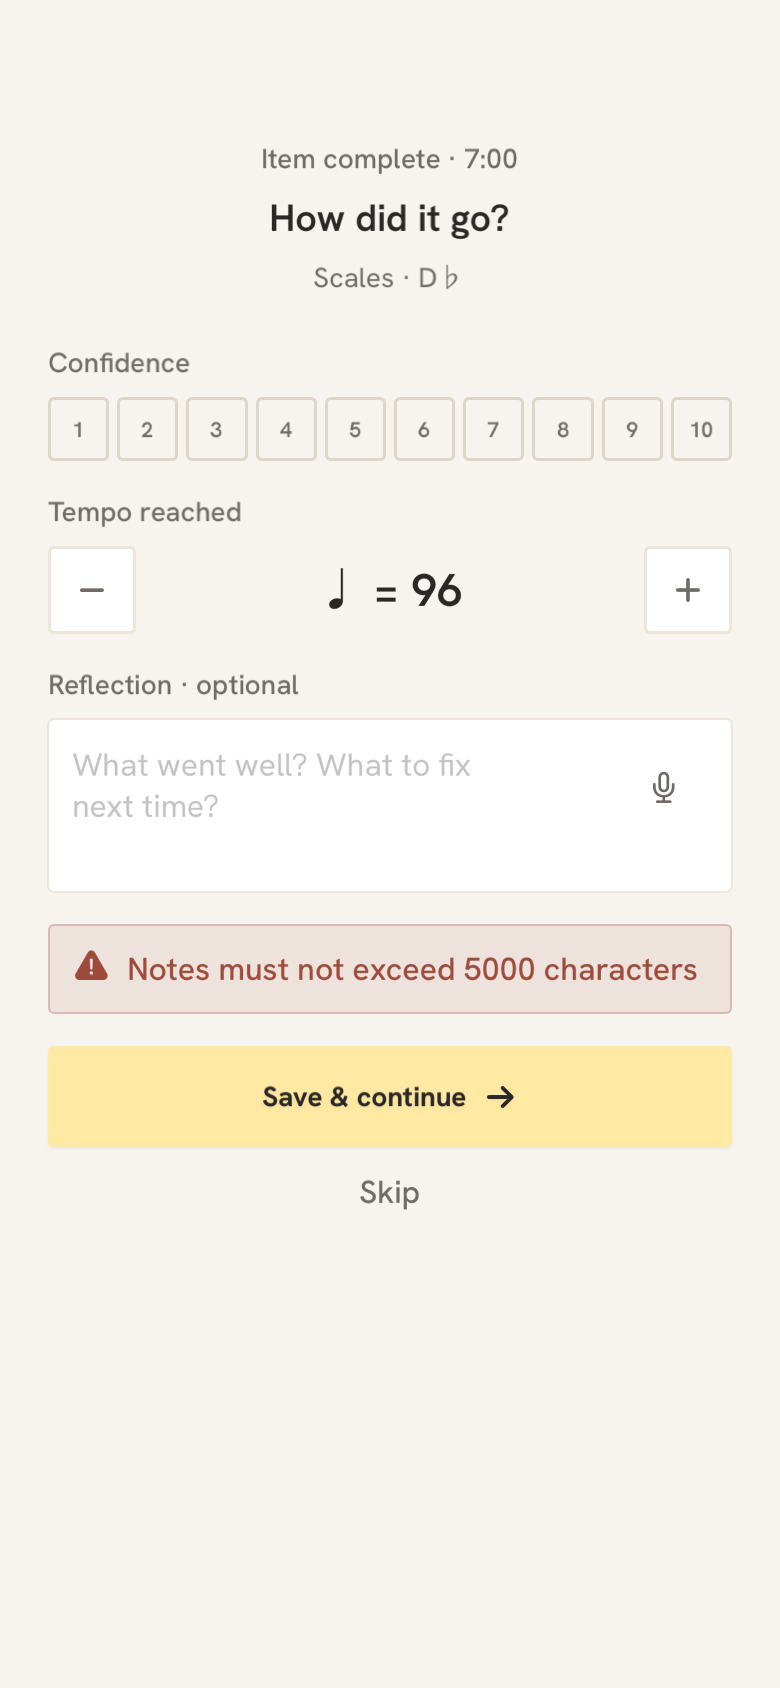 Item complete · 7:00
How did it go?
Scales · D♭
Confidence
1 2 3 4 5 6 7 8 9 10
Tempo reached
− ♩ = 96 +
Reflection · optional
What went well? What to fix
next time?
Notes must not exceed 5000 characters
Save & continue →
Skip